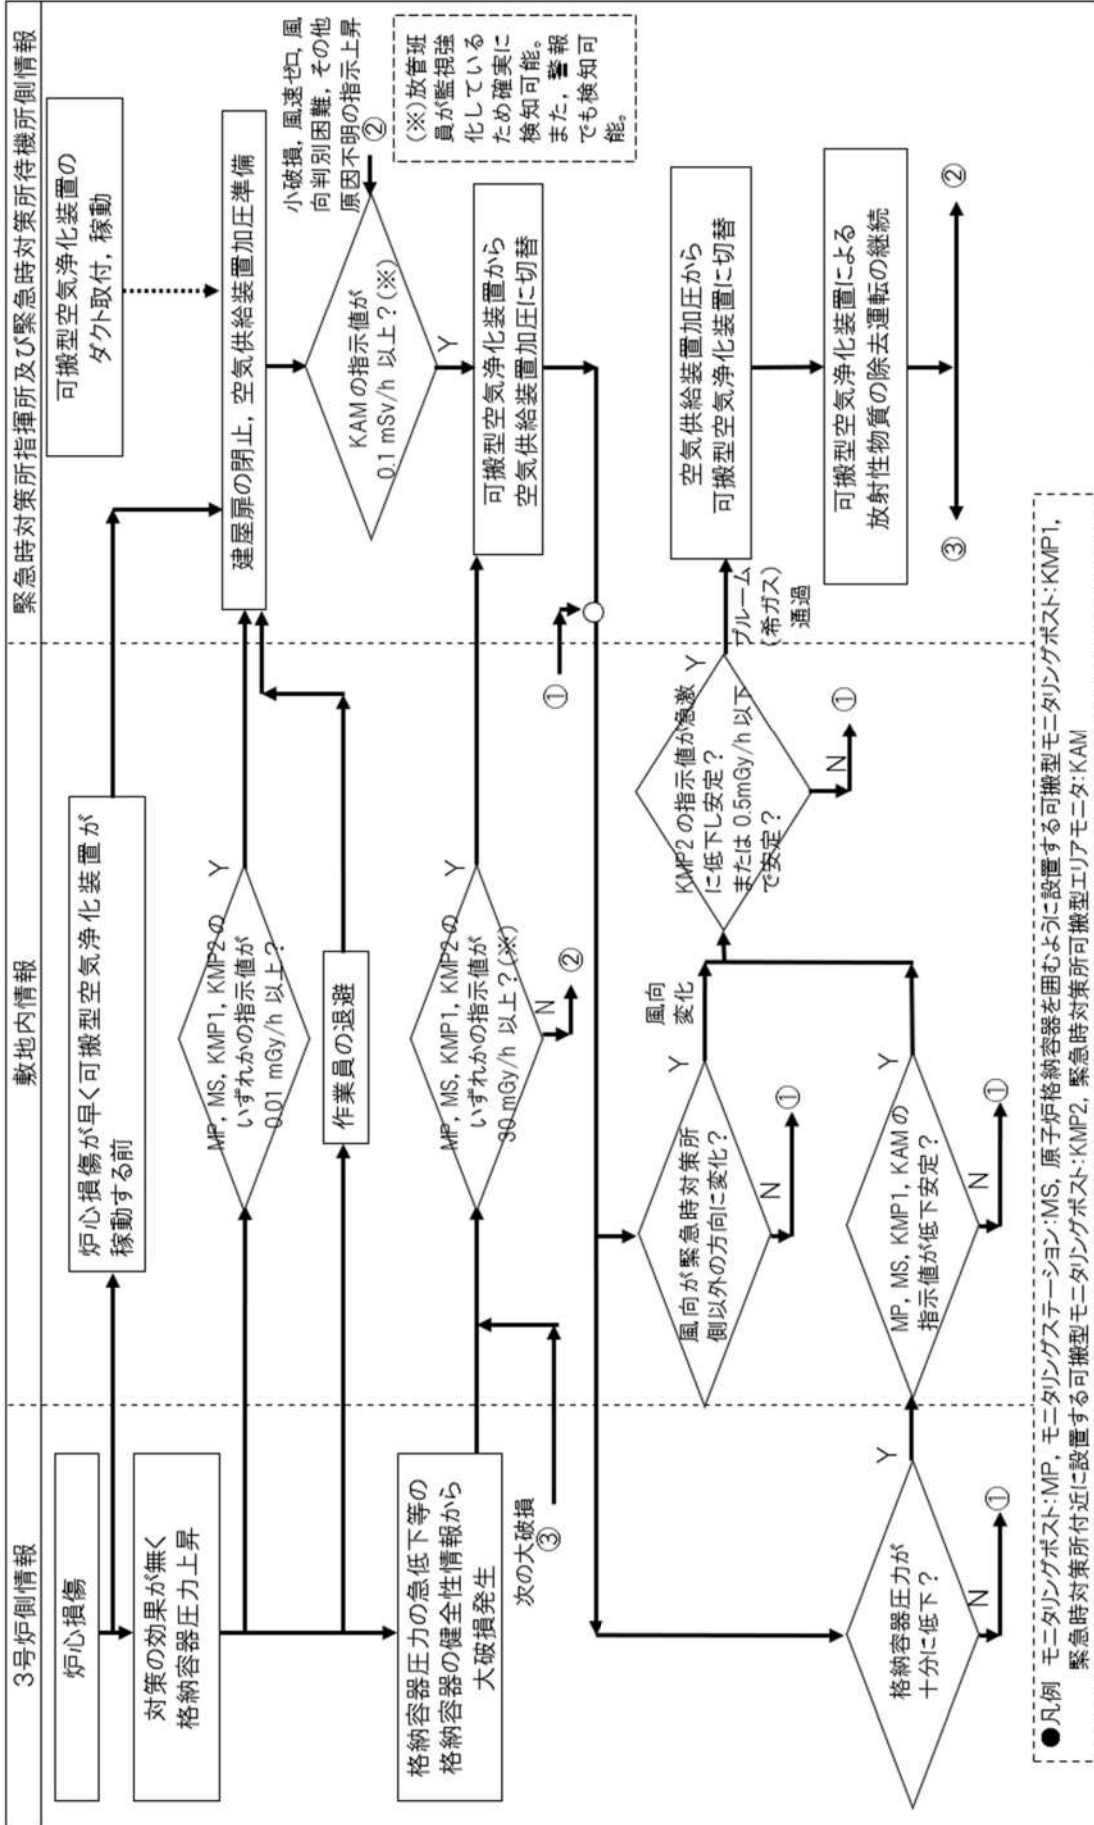 3号炉側情報
敷地内情報
緊急時対策所指揮所及び緊急時対策所待機所側情報
炉心損傷
対策の効果が無く
格納容器圧力上昇
格納容器圧力の急低下等の
格納容器の健全性情報から
大破損発生
次の大破損
③
格納容器圧力が
十分に低下？
Y
N
①
炉心損傷が早く可搬型空気浄化装置が
稼動する前
MP, MS, KMP1, KMP2の
いずれかの指示値が
0.01 mGy/h 以上？
Y
作業員の退避
MP, MS, KMP1, KMP2の
いずれかの指示値が
30 mGy/h 以上？(※)
Y
N
②
風向が緊急時対策所
側以外の方向に変化？
Y
N
①
風向
変化
MP, MS, KMP1, KAMの
指示値が低下安定？
Y
N
①
KMP2 の指示値が急激
に低下し安定？
または 0.5mGy/h 以下
で安定？
Y
N
①
プルーム
(希ガス)
通過
①
可搬型空気浄化装置の
ダクト取付，稼動
建屋扉の閉止，空気供給装置加圧準備
小破損，風速ゼロ，風
向判別困難，その他
原因不明の指示上昇
②
KAM の指示値が
0.1 mSv/h 以上？(※)
Y
(※)放管班
員が監視強
化している
ため確実に
検知可能。
また，警報
でも検知可
能。
可搬型空気浄化装置から
空気供給装置加圧に切替
空気供給装置加圧から
可搬型空気浄化装置に切替
可搬型空気浄化装置による
放射性物質の除去運転の継続
③
②
●凡例 モニタリングポスト:MP，モニタリングステーション:MS，原子炉格納容器を囲むように設置する可搬型モニタリングポスト:KMP1，
緊急時対策所付近に設置する可搬型モニタリングポスト:KMP2，緊急時対策所可搬型エリアモニタ:KAM